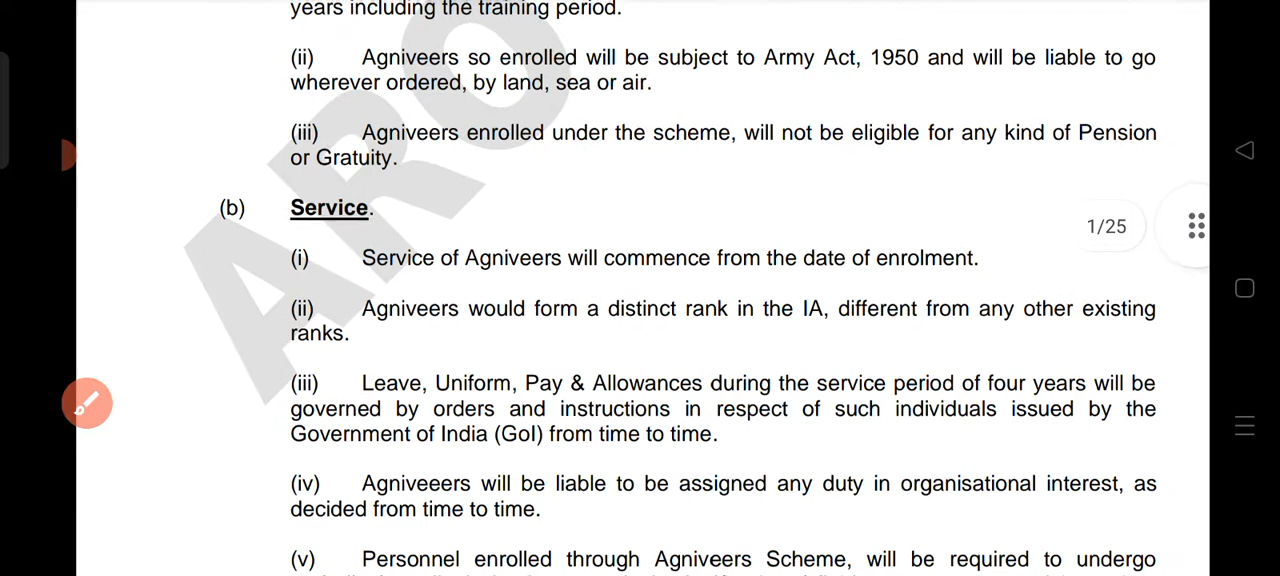 years including the training period.
(ii) Agniveers so enrolled will be subject to Army Act, 1950 and will be liable to go
wherever ordered, by land, sea or air.
(iii) Agniveers enrolled under the scheme, will not be eligible for any kind of Pension
or Gratuity.
(b) Service.
1/25
(i) Service of Agniveers will commence from the date of enrolment.
(ii) Agniveers would form a distinct rank in the IA, different from any other existing
ranks.
(iii) Leave, Uniform, Pay & Allowances during the service period of four years will be
governed by orders and instructions in respect of such individuals issued by the
Government of India (GoI) from time to time.
(iv) Agniveeers will be liable to be assigned any duty in organisational interest, as
decided from time to time.
(v) Personnel enrolled through Agniveers Scheme, will be required to undergo
ARO